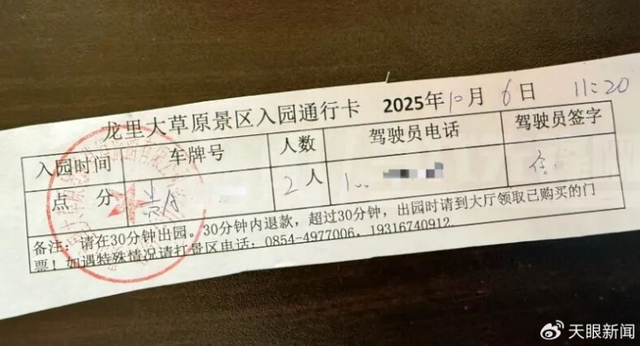 龙里大草原景区入园通行卡 2025年10月6日 11:20
入园时间 车牌号 人数 驾驶员电话 驾驶员签字
点 分 2人 1
备注：请在30分钟出园。30分钟内退款，超过30分钟，出园时请到大厅领取已购买的门
票！如遇特殊情况请打景区电话：0854-4977006，19316740912
天眼新闻